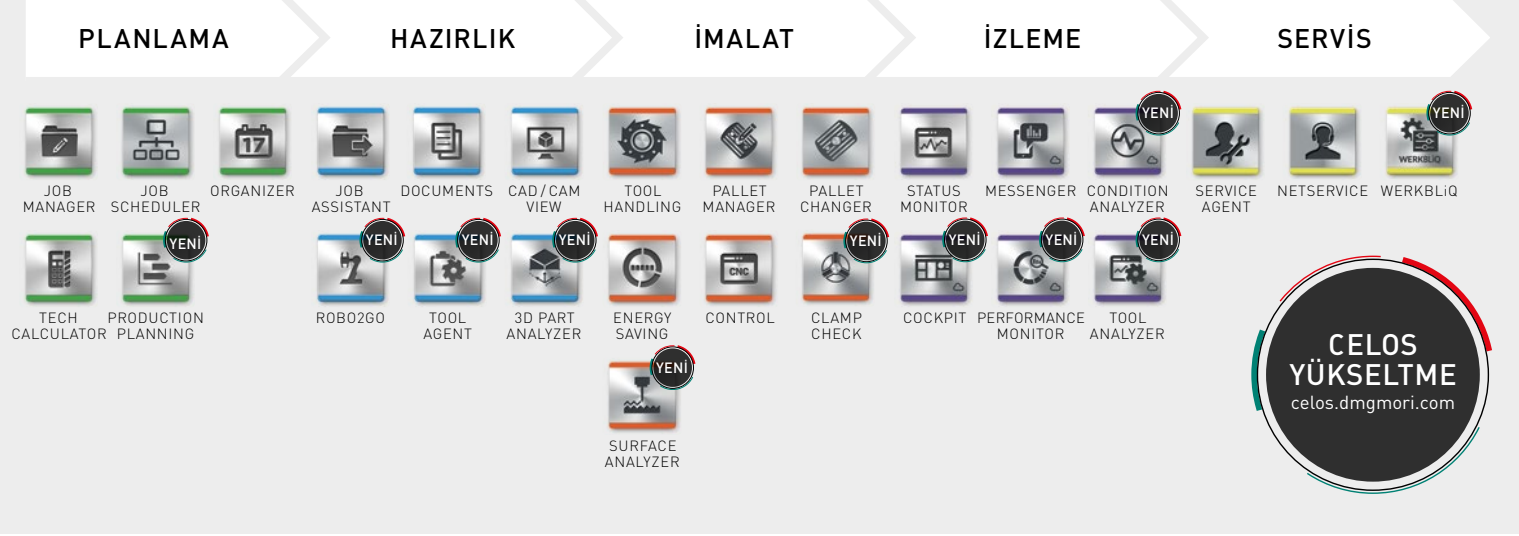 PLANLAMA
HAZIRLIK
İMALAT
İZLEME
SERVİS
17
YENİ
WERKBLiQ
YENİ
JOB
MANAGER
JOB
SCHEDULER
ORGANIZER
JOB
ASSISTANT
DOCUMENTS
CAD/CAM
VIEW
TOOL
HANDLING
PALLET
MANAGER
PALLET
CHANGER
STATUS
MONITOR
MESSENGER
CONDITION
ANALYZER
SERVICE
AGENT
NETSERVICE
WERKBLiQ
YENİ
YENİ
YENİ
YENİ
CNC
YENİ
YENİ
YENİ
YENİ
TECH
CALCULATOR
PRODUCTION
PLANNING
ROBO2GO
TOOL
AGENT
3D PART
ANALYZER
ENERGY
SAVING
CONTROL
CLAMP
CHECK
COCKPIT
PERFORMANCE
MONITOR
TOOL
ANALYZER
YENİ
SURFACE
ANALYZER
CELOS
YÜKSELTME
celos.dmgmori.com